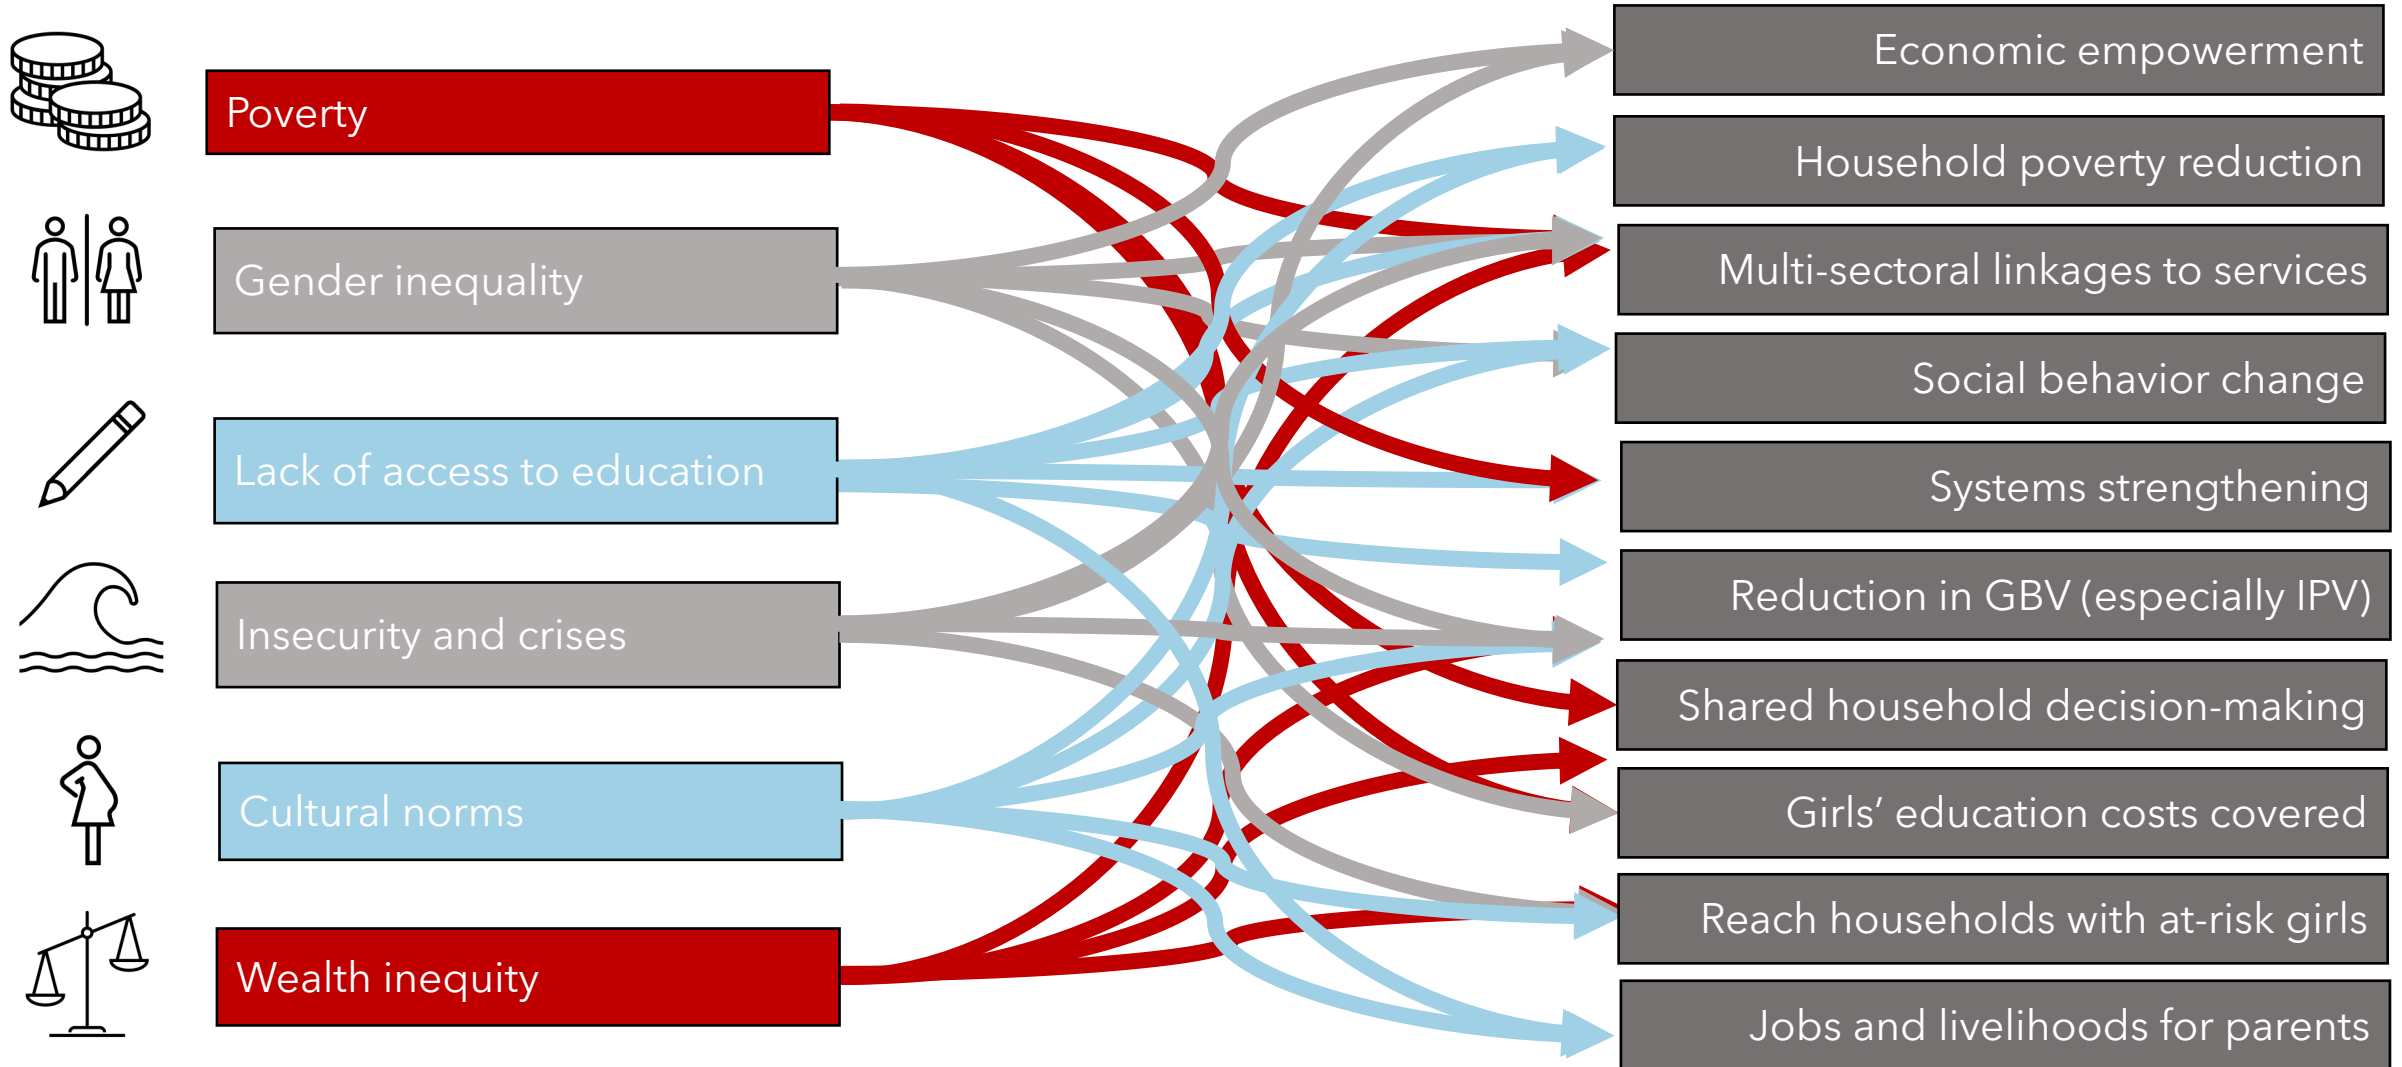 Poverty
Gender inequality
Lack of access to education
Insecurity and crises
Cultural norms
Wealth inequity
Economic empowerment
Household poverty reduction
Multi-sectoral linkages to services
Social behavior change
Systems strengthening
Reduction in GBV (especially IPV)
Shared household decision-making
Girls’ education costs covered
Reach households with at-risk girls
Jobs and livelihoods for parents